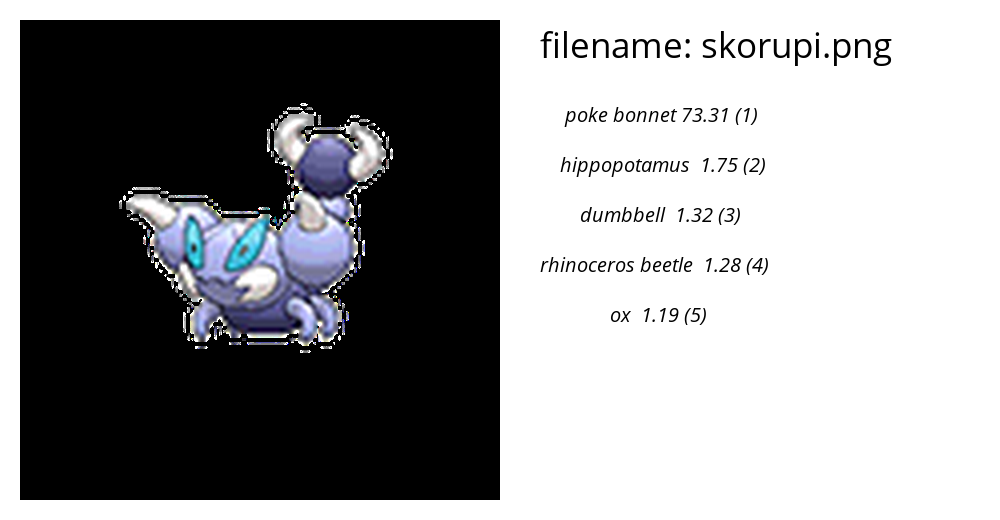 filename: skorupi.png
poke bonnet 73.31 (1)
hippopotamus 1.75 (2)
dumbbell 1.32 (3)
rhinoceros beetle 1.28 (4)
ox 1.19 (5)